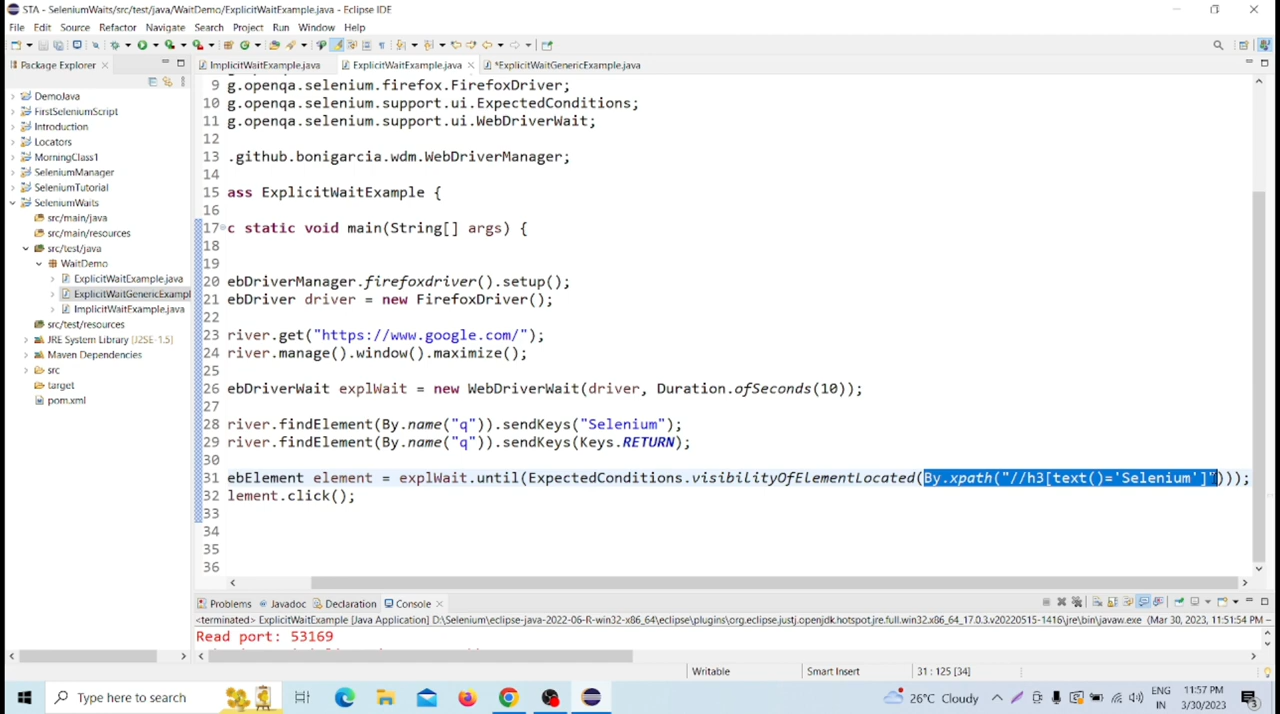 STA - SeleniumWaits/src/test/java/WaitDemo/ExplicitWaitExample.java - Eclipse IDE
File Edit Source Refactor Navigate Search Project Run Window Help
Package Explorer
ImplicitWaitExample.java ExplicitWaitExample.java *ExplicitWaitGenericExample.java
DemoJava
FirstSeleniumScript
Introduction
Locators
MorningClass1
SeleniumManager
SeleniumTutorial
SeleniumWaits
src/main/java
src/main/resources
src/test/java
WaitDemo
ExplicitWaitExample.java
ExplicitWaitGenericExampl
ImplicitWaitExample.java
src/test/resources
JRE System Library [J2SE-1.5]
Maven Dependencies
src
target
pom.xml
9 g.openqa.selenium.firefox.FirefoxDriver;
10 g.openqa.selenium.support.ui.ExpectedConditions;
11 g.openqa.selenium.support.ui.WebDriverWait;
12
13 .github.bonigarcia.wdm.WebDriverManager;
14
15 ass ExplicitWaitExample {
16
17 c static void main(String[] args) {
18
19
20 ebDriverManager.firefoxdriver().setup();
21 ebDriver driver = new FirefoxDriver();
22
23 river.get("https://www.google.com/");
24 river.manage().window().maximize();
25
26 ebDriverWait explWait = new WebDriverWait(driver, Duration.ofSeconds(10));
27
28 river.findElement(By.name("q")).sendKeys("Selenium");
29 river.findElement(By.name("q")).sendKeys(Keys.RETURN);
30
31 ebElement element = explWait.until(ExpectedConditions.visibilityOfElementLocated(By.xpath("//h3[text()='Selenium']")));
32 lement.click();
33
34
35
36
Problems Javadoc Declaration Console
<terminated> ExplicitWaitExample [Java Application] D:\Selenium\eclipse-java-2022-06-R-win32-x86_64\eclipse\plugins\org.eclipse.justj.openjdk.hotspot.jre.full.win32.x86_64_17.0.3.v20220515-1416\jre\bin\javaw.exe (Mar 30, 2023, 11:51:54 PM
Read port: 53169
Writable Smart Insert 31 : 125 [34]
Type here to search
26°C Cloudy
ENG
IN
11:57 PM
3/30/2023
3